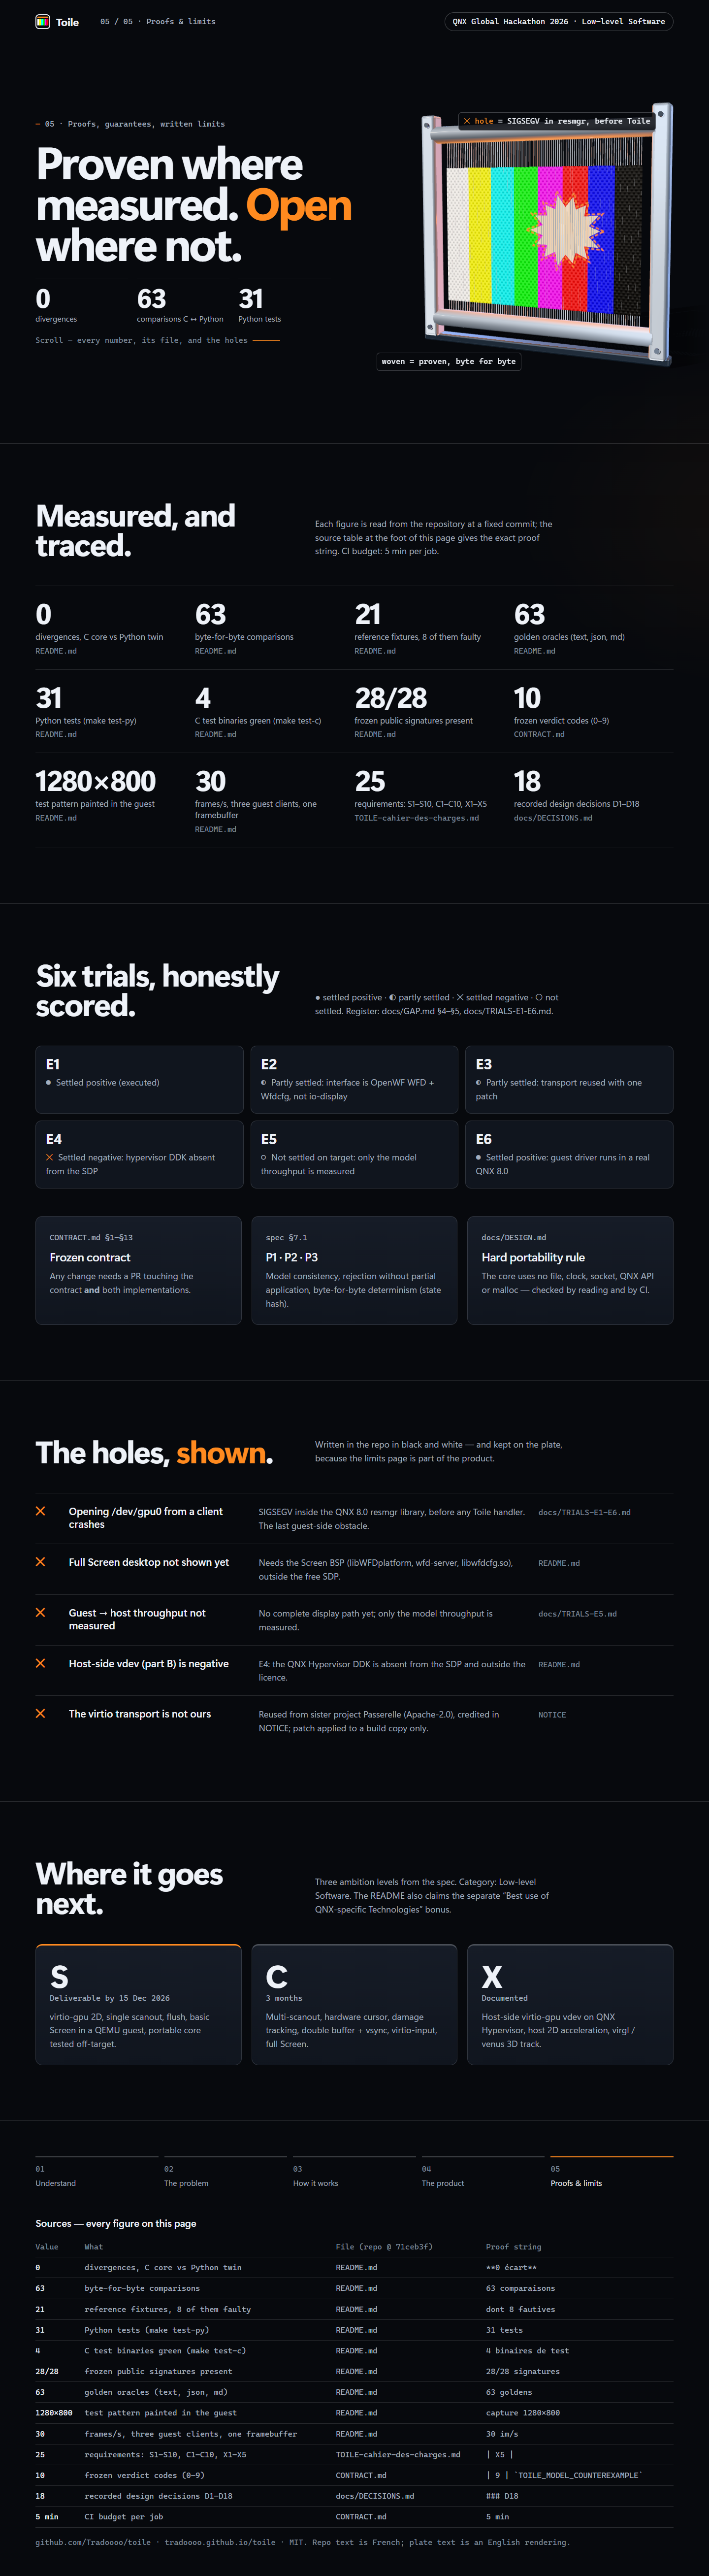 Toile
05 / 05 · Proofs & limits
QNX Global Hackathon 2026 · Low-level Software
— 05 · Proofs, guarantees, written limits
Proven where
measured. Open
where not.
0
divergences
63
comparisons C ↔ Python
31
Python tests
Scroll — every number, its file, and the holes
✕ hole = SIGSEGV in resmgr, before Toile
woven = proven, byte for byte
Measured, and
traced.
Each figure is read from the repository at a fixed commit; the
source table at the foot of this page gives the exact proof
string. CI budget: 5 min per job.
0
divergences, C core vs Python twin
README.md
63
byte-for-byte comparisons
README.md
21
reference fixtures, 8 of them faulty
README.md
63
golden oracles (text, json, md)
README.md
31
Python tests (make test-py)
README.md
4
C test binaries green (make test-c)
README.md
28/28
frozen public signatures present
README.md
10
frozen verdict codes (0–9)
CONTRACT.md
1280×800
test pattern painted in the guest
README.md
30
frames/s, three guest clients, one
framebuffer
README.md
25
requirements: S1–S10, C1–C10, X1–X5
TOILE-cahier-des-charges.md
18
recorded design decisions D1–D18
docs/DECISIONS.md
Six trials, honestly
scored.
● settled positive · ◐ partly settled · ✕ settled negative · ○ not
settled. Register: docs/GAP.md §4–§5, docs/TRIALS-E1-E6.md.
E1
● Settled positive (executed)
E2
◐ Partly settled: interface is OpenWF WFD +
Wfdcfg, not io-display
E3
◐ Partly settled: transport reused with one
patch
E4
✕ Settled negative: hypervisor DDK absent
from the SDP
E5
○ Not settled on target: only the model
throughput is measured
E6
● Settled positive: guest driver runs in a real
QNX 8.0
CONTRACT.md §1–§13
Frozen contract
Any change needs a PR touching the
contract and both implementations.
spec §7.1
P1 · P2 · P3
Model consistency, rejection without partial
application, byte-for-byte determinism (state
hash).
docs/DESIGN.md
Hard portability rule
The core uses no file, clock, socket, QNX API
or malloc — checked by reading and by CI.
The holes, shown.
Written in the repo in black and white — and kept on the plate,
because the limits page is part of the product.
✕ Opening /dev/gpu0 from a client
crashes
SIGSEGV inside the QNX 8.0 resmgr library, before any Toile handler.
The last guest-side obstacle.
docs/TRIALS-E1-E6.md
✕ Full Screen desktop not shown yet
Needs the Screen BSP (libWFDplatform, wfd-server, libwfdcfg.so),
outside the free SDP.
README.md
✕ Guest → host throughput not
measured
No complete display path yet; only the model throughput is
measured.
docs/TRIALS-E5.md
✕ Host-side vdev (part B) is negative
E4: the QNX Hypervisor DDK is absent from the SDP and outside the
licence.
README.md
✕ The virtio transport is not ours
Reused from sister project Passerelle (Apache-2.0), credited in
NOTICE; patch applied to a build copy only.
NOTICE
Where it goes
next.
Three ambition levels from the spec. Category: Low-level
Software. The README also claims the separate “Best use of
QNX-specific Technologies” bonus.
S
Deliverable by 15 Dec 2026
virtio-gpu 2D, single scanout, flush, basic
Screen in a QEMU guest, portable core
tested off-target.
C
3 months
Multi-scanout, hardware cursor, damage
tracking, double buffer + vsync, virtio-input,
full Screen.
X
Documented
Host-side virtio-gpu vdev on QNX
Hypervisor, host 2D acceleration, virgl /
venus 3D track.
01
Understand
02
The problem
03
How it works
04
The product
05
Proofs & limits
Sources — every figure on this page
Value What File (repo @ 71ceb3f) Proof string
0 divergences, C core vs Python twin README.md **0 écart**
63 byte-for-byte comparisons README.md 63 comparaisons
21 reference fixtures, 8 of them faulty README.md dont 8 fautives
31 Python tests (make test-py) README.md 31 tests
4 C test binaries green (make test-c) README.md 4 binaires de test
28/28 frozen public signatures present README.md 28/28 signatures
63 golden oracles (text, json, md) README.md 63 goldens
1280×800 test pattern painted in the guest README.md capture 1280×800
30 frames/s, three guest clients, one framebuffer README.md 30 im/s
25 requirements: S1–S10, C1–C10, X1–X5 TOILE-cahier-des-charges.md | X5 |
10 frozen verdict codes (0–9) CONTRACT.md | 9 | `TOILE_MODEL_COUNTEREXAMPLE`
18 recorded design decisions D1–D18 docs/DECISIONS.md ### D18
5 min CI budget per job CONTRACT.md 5 min
github.com/Tradoooo/toile · tradoooo.github.io/toile · MIT. Repo text is French; plate text is an English rendering.